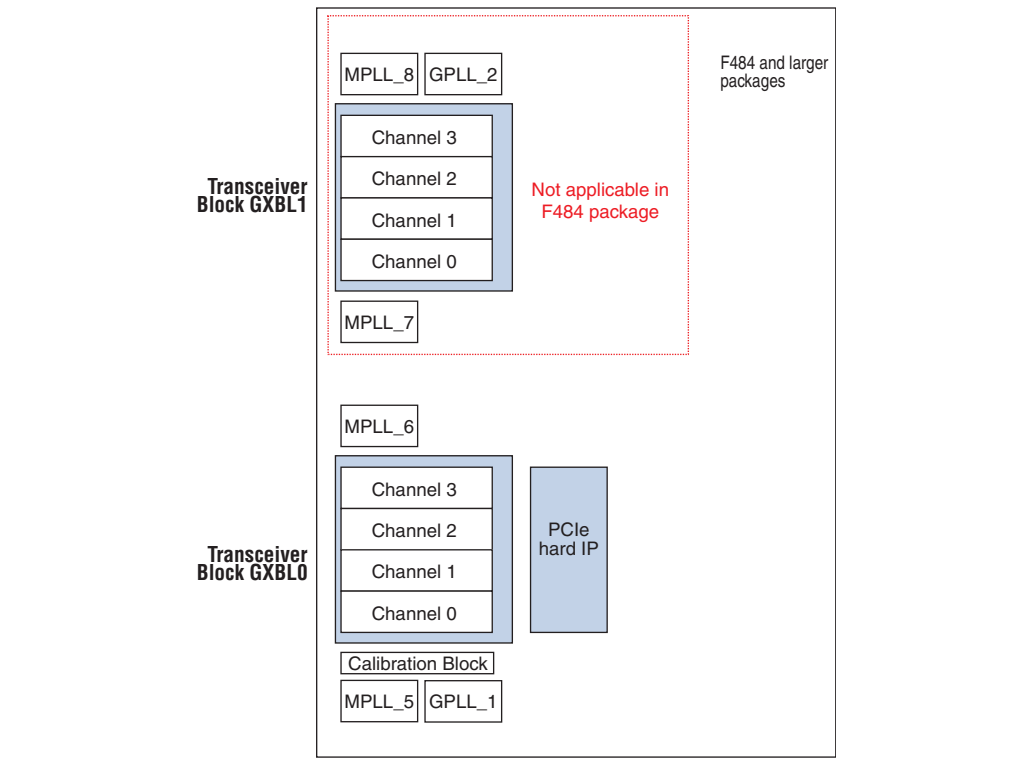 F484 and larger
packages
MPLL_8 GPLL_2
Transceiver
Block GXBL1
Channel 3
Channel 2
Channel 1
Channel 0
Not applicable in
F484 package
MPLL_7
MPLL_6
Transceiver
Block GXBL0
Channel 3
Channel 2
Channel 1
Channel 0
PCIe
hard IP
Calibration Block
MPLL_5 GPLL_1